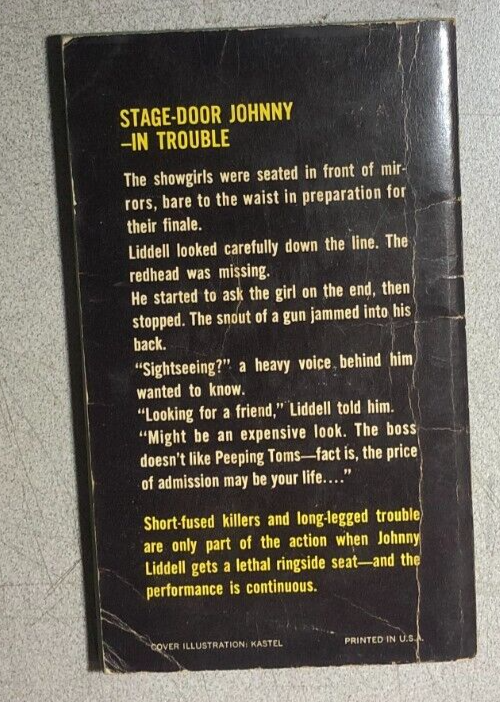 STAGE-DOOR JOHNNY
–IN TROUBLE
The showgirls were seated in front of mir-
rors, bare to the waist in preparation for
their finale.
Liddell looked carefully down the line. The
redhead was missing.
He started to ask the girl on the end, then
stopped. The snout of a gun jammed into his
back.
“Sightseeing?” a heavy voice behind him
wanted to know.
“Looking for a friend,” Liddell told him.
“Might be an expensive look. The boss
doesn’t like Peeping Toms—fact is, the price
of admission may be your life....”
Short-fused killers and long-legged trouble
are only part of the action when Johnny
Liddell gets a lethal ringside seat—and the
performance is continuous.
COVER ILLUSTRATION: KASTEL
PRINTED IN U.S.A.